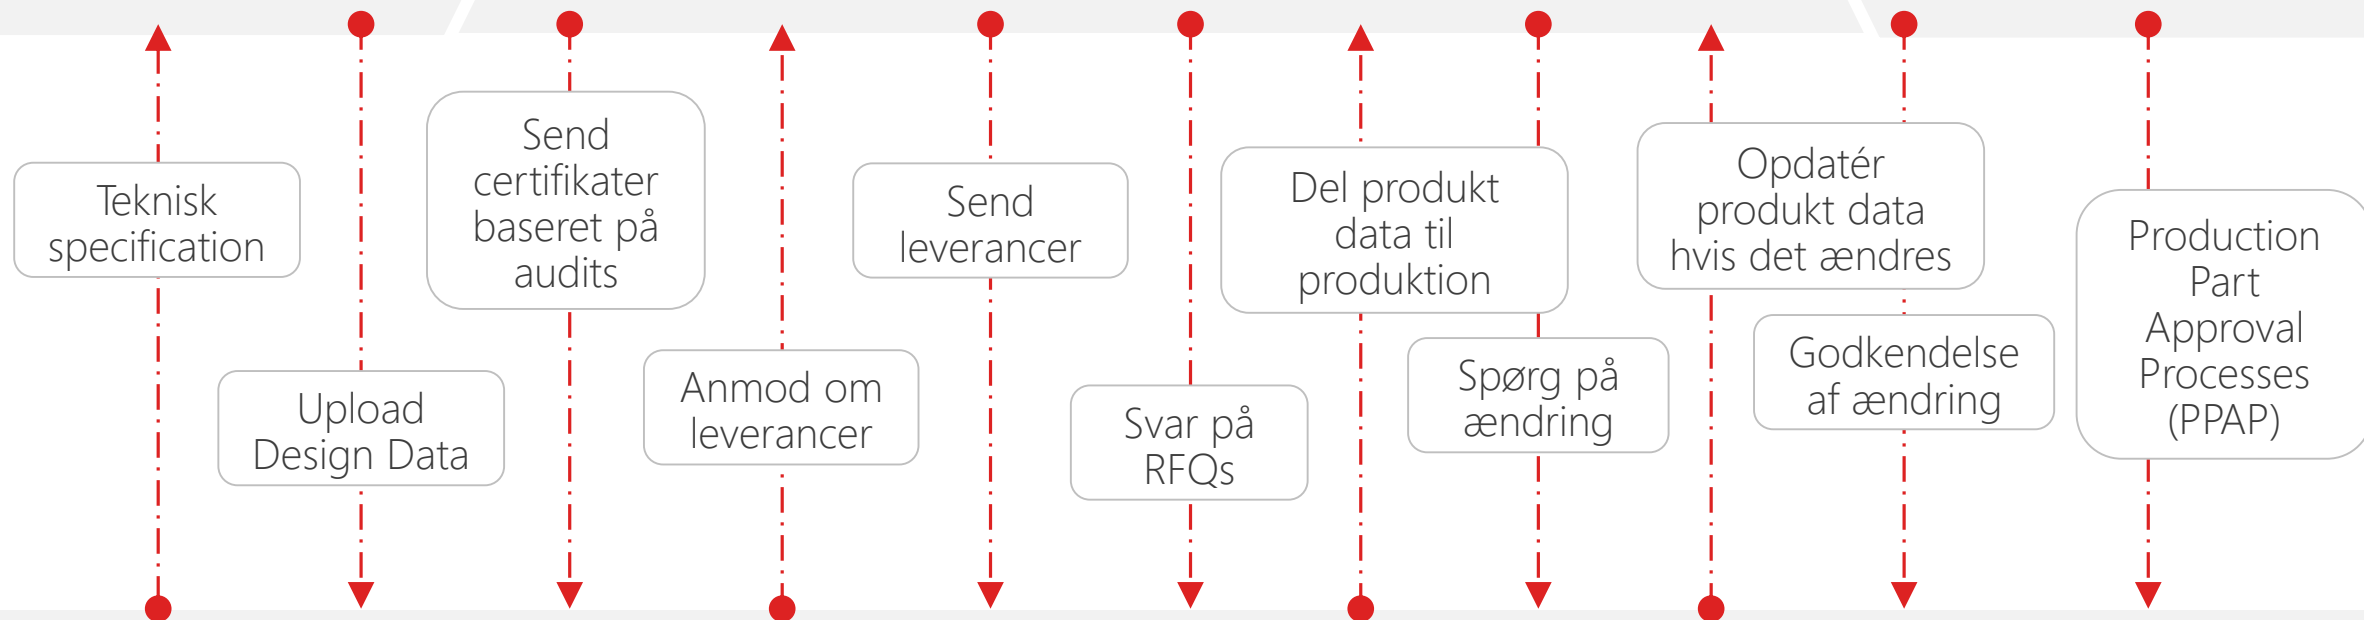 Teknisk
specification
Upload
Design Data
Send
certifikater
baseret på
audits
Anmod om
leverancer
Send
leverancer
Svar på
RFQs
Del produkt
data til
produktion
Spørg på
ændring
Opdatér
produkt data
hvis det ændres
Godkendelse
af ændring
Production
Part
Approval
Processes
(PPAP)